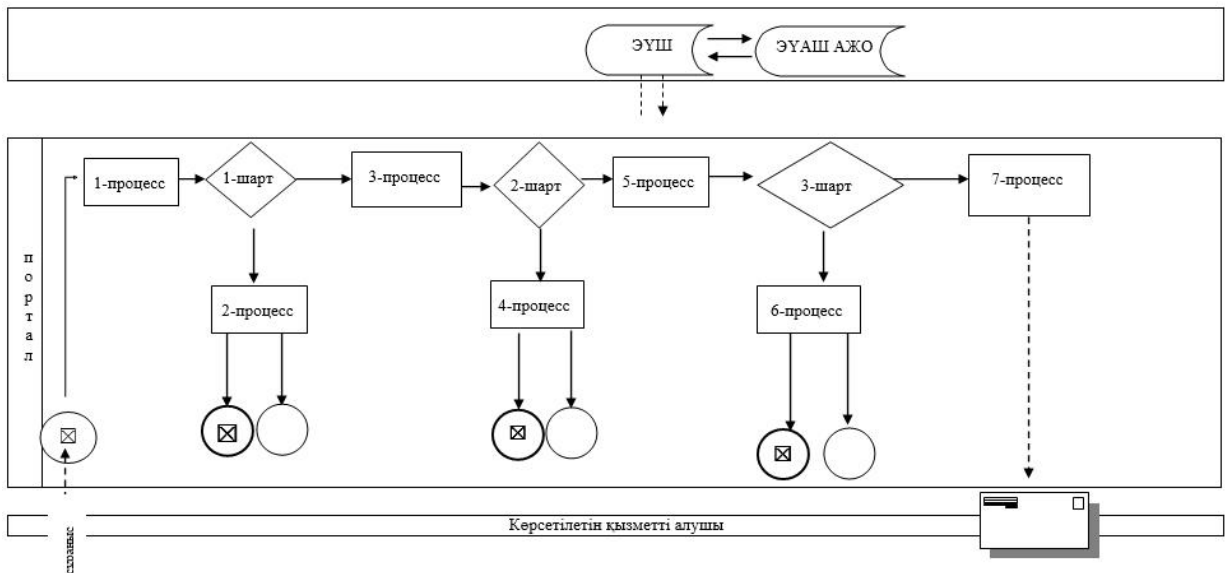 ЭҮШ
ЭҮАШ АЖО
1-процесс
1-шарт
3-процесс
2-шарт
5-процесс
3-шарт
7-процесс
портал
2-процесс
4-процесс
6-процесс
Көрсетілетін қызметті алушы